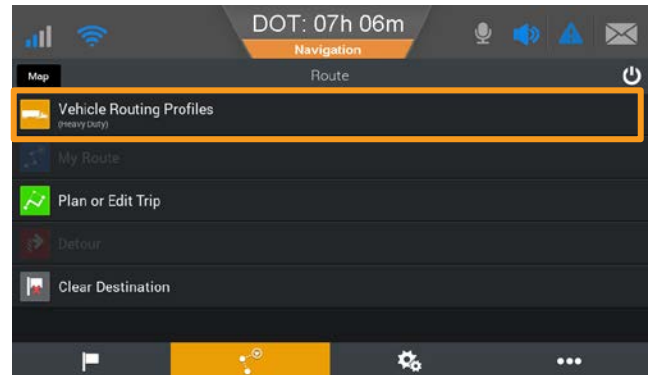 DOT: 07h 06m
Navigation
Map
Route
Vehicle Routing Profiles
(Heavy Duty)
My Route
Plan or Edit Trip
Detour
Clear Destination